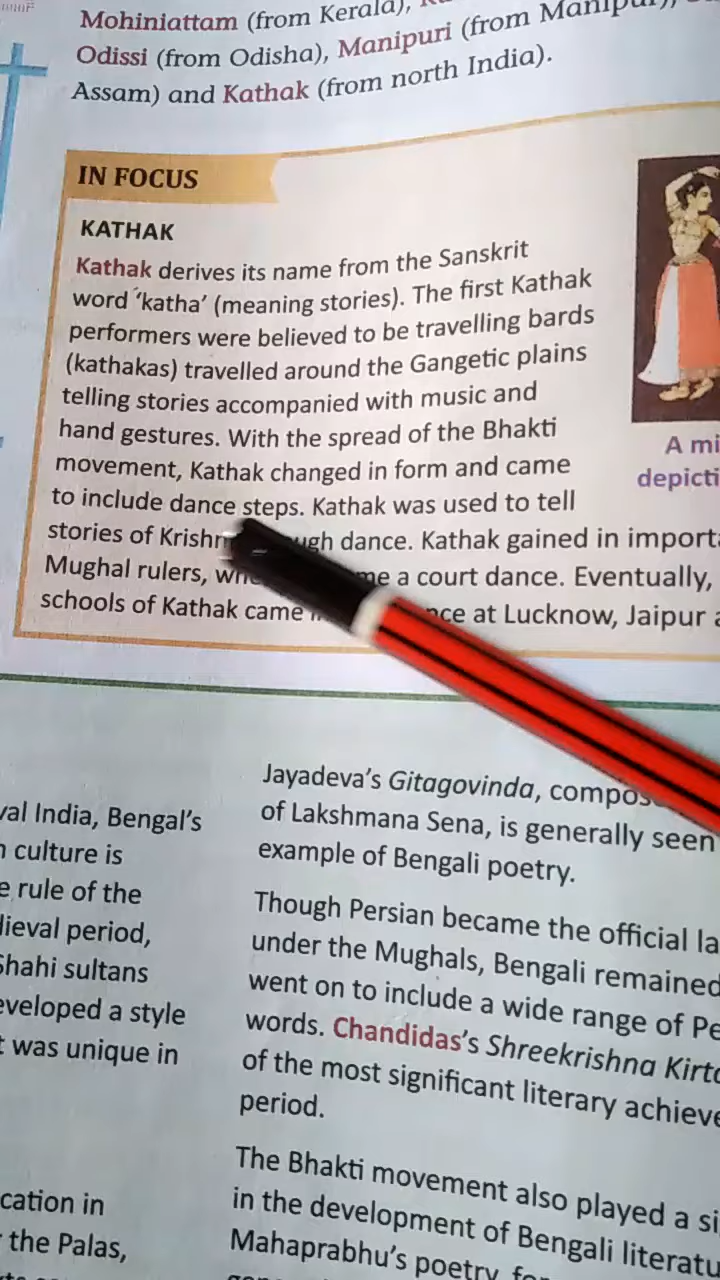 Mohiniattam (from Kerala),
Odissi (from Odisha), Manipuri (from Manipur),
Assam) and Kathak (from north India).
IN FOCUS
KATHAK
Kathak derives its name from the Sanskrit
word 'katha' (meaning stories). The first Kathak
performers were believed to be travelling bards
(kathakas) travelled around the Gangetic plains
telling stories accompanied with music and
hand gestures. With the spread of the Bhakti
movement, Kathak changed in form and came
to include dance steps. Kathak was used to tell
stories of dance. Kathak gained in
Mughal rulers, a court dance. Eventually,
schools of Kathak came at Lucknow, Jaipur
A
Jayadeva's Gitagovinda,
of Lakshmana Sena, is generally seen
example of Bengali poetry.
Though Persian became the official
under the Mughals, Bengali remained
went on to include a wide range of
words. Chandidas's Shreekrishna
of the most significant literary
period.
The Bhakti movement also played a
in the development of Bengali
Mahaprabhu's poetry,
India, Bengal's
culture is
rule of the
period,
Shahi sultans
developed a style
was unique in
in
the Palas,